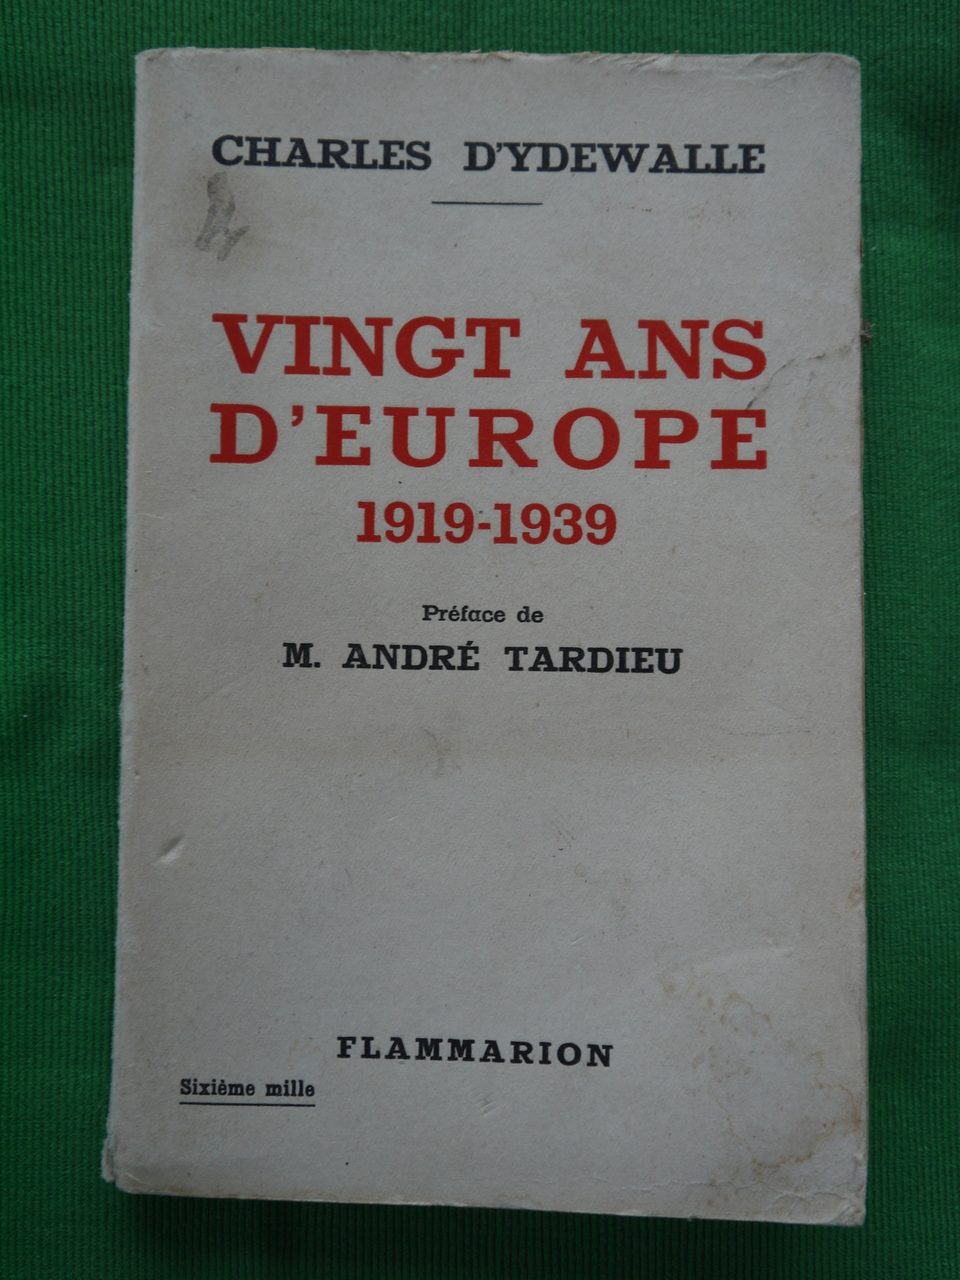 CHARLES D'YDEWALLE
VINGT ANS
D'EUROPE
1919-1939
Préface de
M. ANDRÉ TARDIEU
FLAMMARION
Sixième mille